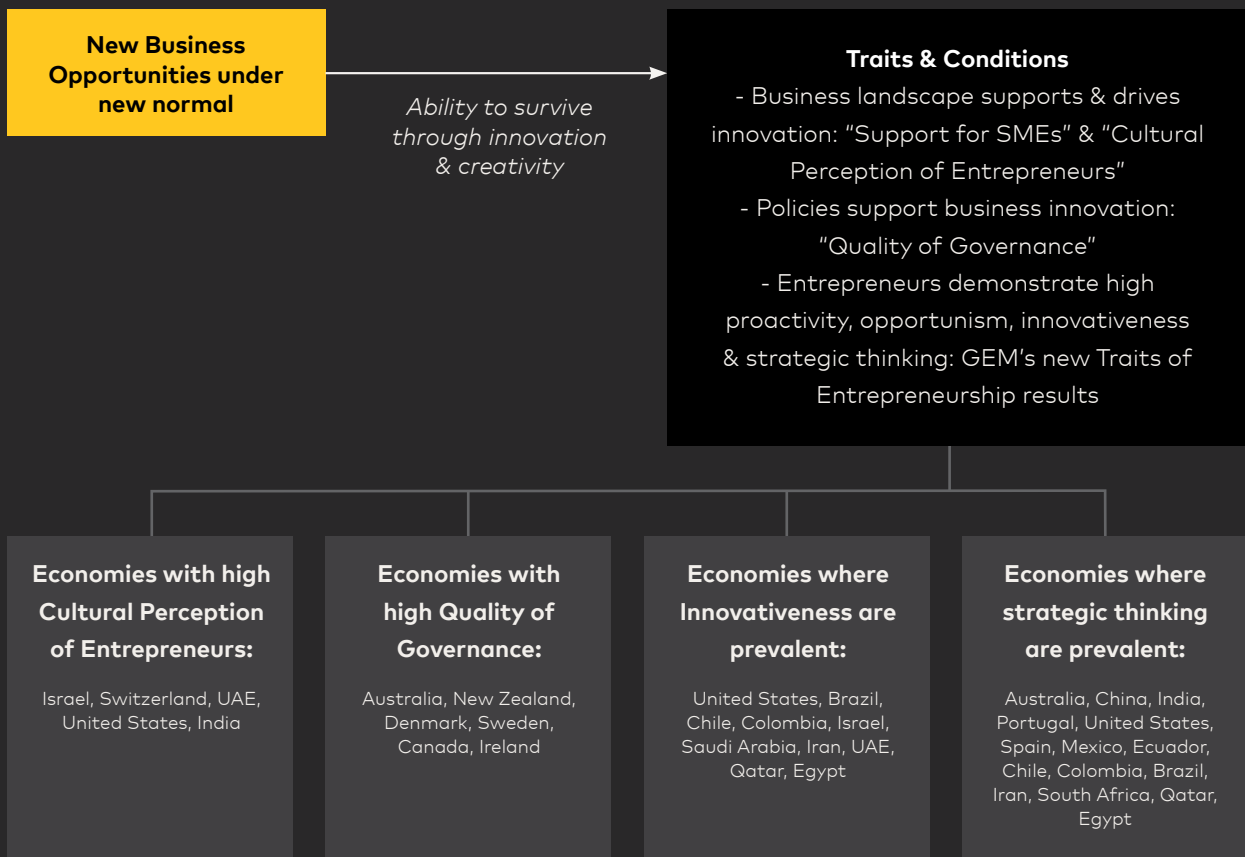 New Business
Opportunities under
new normal
Ability to survive
through innovation
& creativity
Traits & Conditions
- Business landscape supports & drives
innovation: “Support for SMEs” & “Cultural
Perception of Entrepreneurs”
- Policies support business innovation:
“Quality of Governance”
- Entrepreneurs demonstrate high
proactivity, opportunism, innovativeness
& strategic thinking: GEM’s new Traits of
Entrepreneurship results
Economies with high
Cultural Perception
of Entrepreneurs:
Israel, Switzerland, UAE,
United States, India
Economies with
high Quality of
Governance:
Australia, New Zealand,
Denmark, Sweden,
Canada, Ireland
Economies where
Innovativeness are
prevalent:
United States, Brazil,
Chile, Colombia, Israel,
Saudi Arabia, Iran, UAE,
Qatar, Egypt
Economies where
strategic thinking
are prevalent:
Australia, China, India,
Portugal, United States,
Spain, Mexico, Ecuador,
Chile, Colombia, Brazil,
Iran, South Africa, Qatar,
Egypt